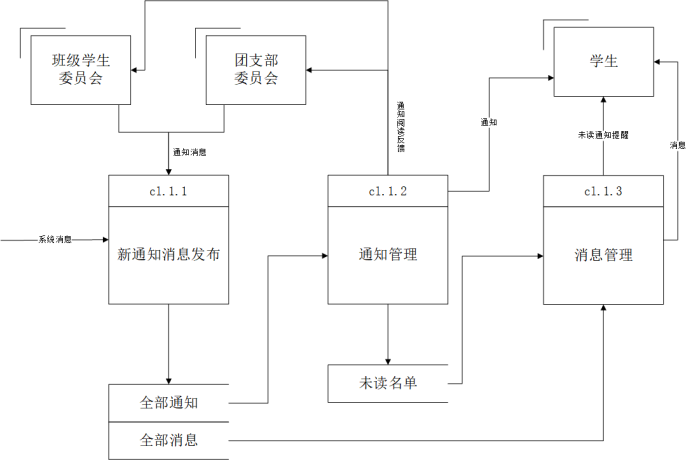 班级学生
委员会
团支部
委员会
学生
通知消息
通知阅读反馈
通知
未读通知提醒
消息
cl.1.1
cl.1.2
cl.1.3
系统消息
新通知消息发布
通知管理
消息管理
未读名单
全部通知
全部消息